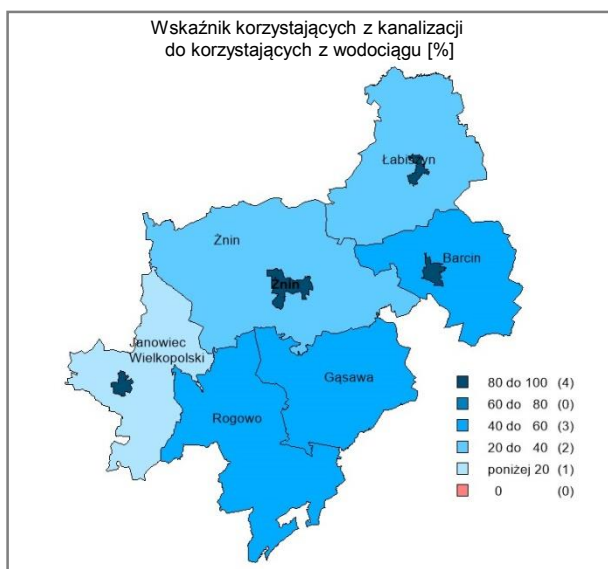 Wskaźnik korzystających z kanalizacji
do korzystających z wodociągu [%]
Łabiszyn
Żnin
Barcin
Żnin
Janowiec
Wielkopolski
Gąsawa
Rogowo
80 do 100 (4)
60 do 80 (0)
40 do 60 (3)
20 do 40 (2)
poniżej 20 (1)
0 (0)